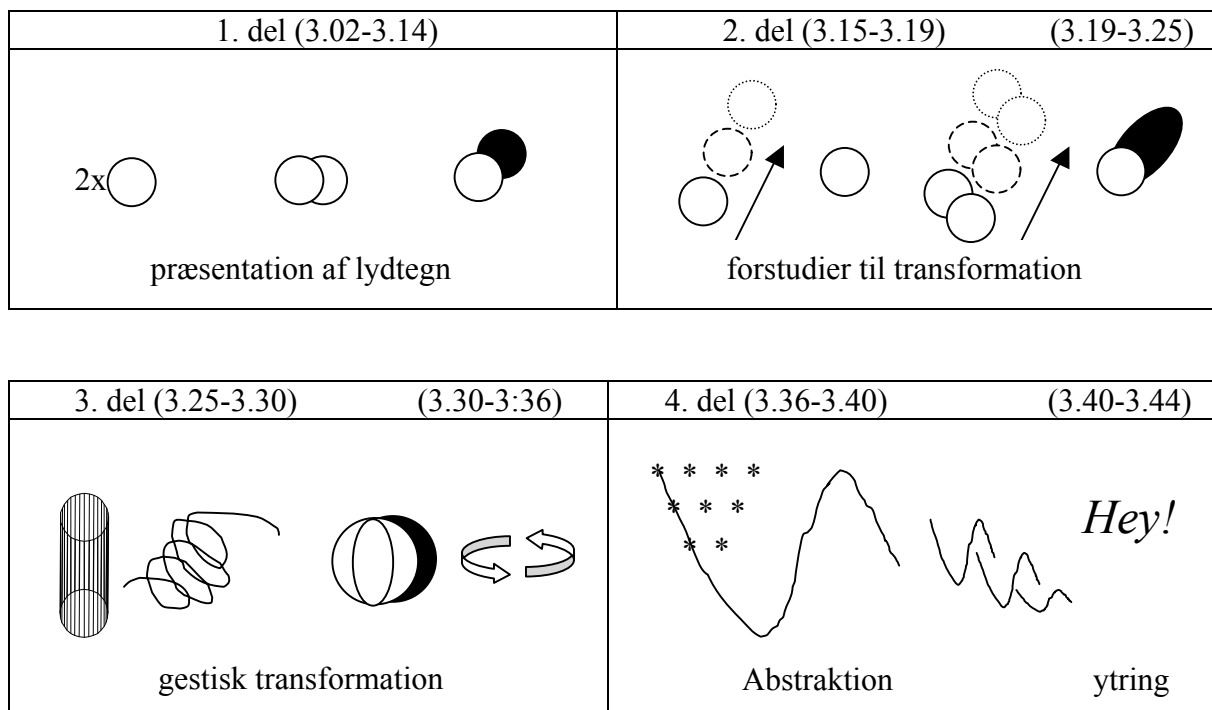 1. del (3.02-3.14)
2. del (3.15-3.19) (3.19-3.25)
2x
præsentation af lydtegn
forstudier til transformation
3. del (3.25-3.30) (3.30-3:36)
4. del (3.36-3.40) (3.40-3.44)
* * * *
* * *
* *
Hey!
gestisk transformation
Abstraktion ytring